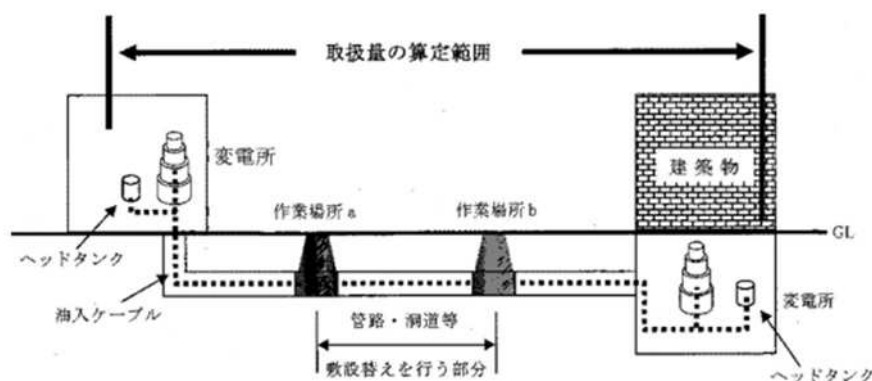 取扱量の算定範囲
変電所
建築物
作業場所a
作業場所b
GL
ヘッドタンク
油入ケーブル
管路・洞道等
敷設替えを行う部分
変電所
ヘッドタンク